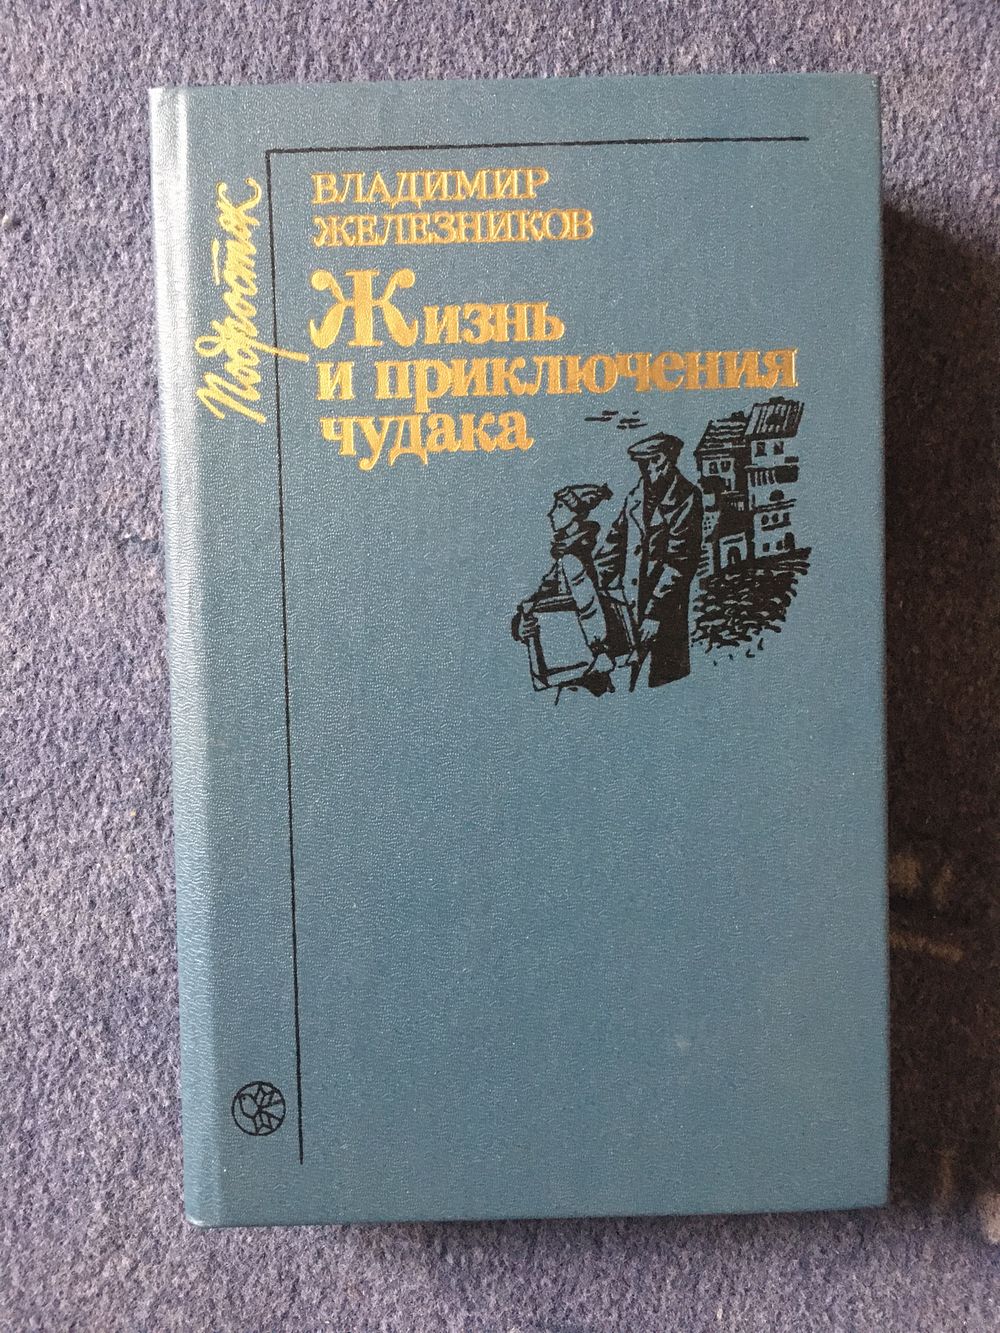 Подросток
ВЛАДИМИР
ЖЕЛЕЗНИКОВ
Жизнь
и приключения
чудака